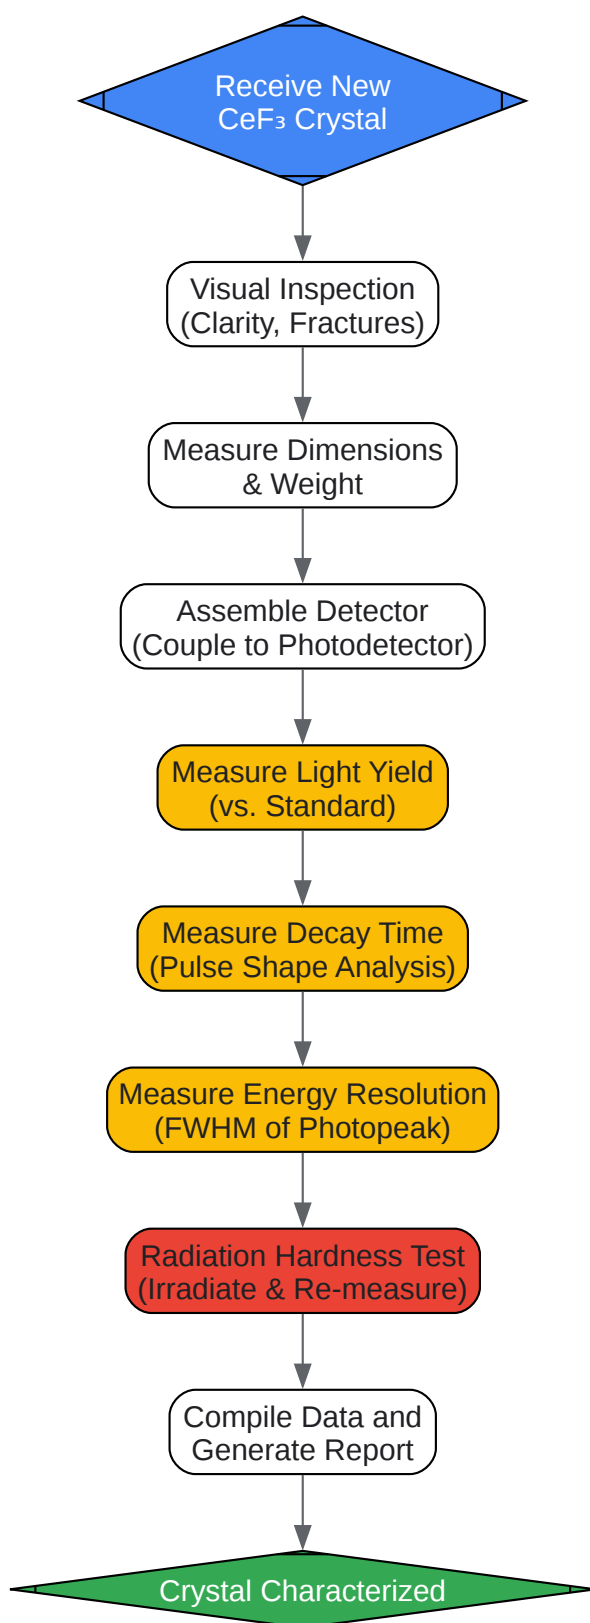 Receive New
CeF₃ Crystal
Visual Inspection
(Clarity, Fractures)
Measure Dimensions
& Weight
Assemble Detector
(Couple to Photodetector)
Measure Light Yield
(vs. Standard)
Measure Decay Time
(Pulse Shape Analysis)
Measure Energy Resolution
(FWHM of Photopeak)
Radiation Hardness Test
(Irradiate & Re-measure)
Compile Data and
Generate Report
Crystal Characterized